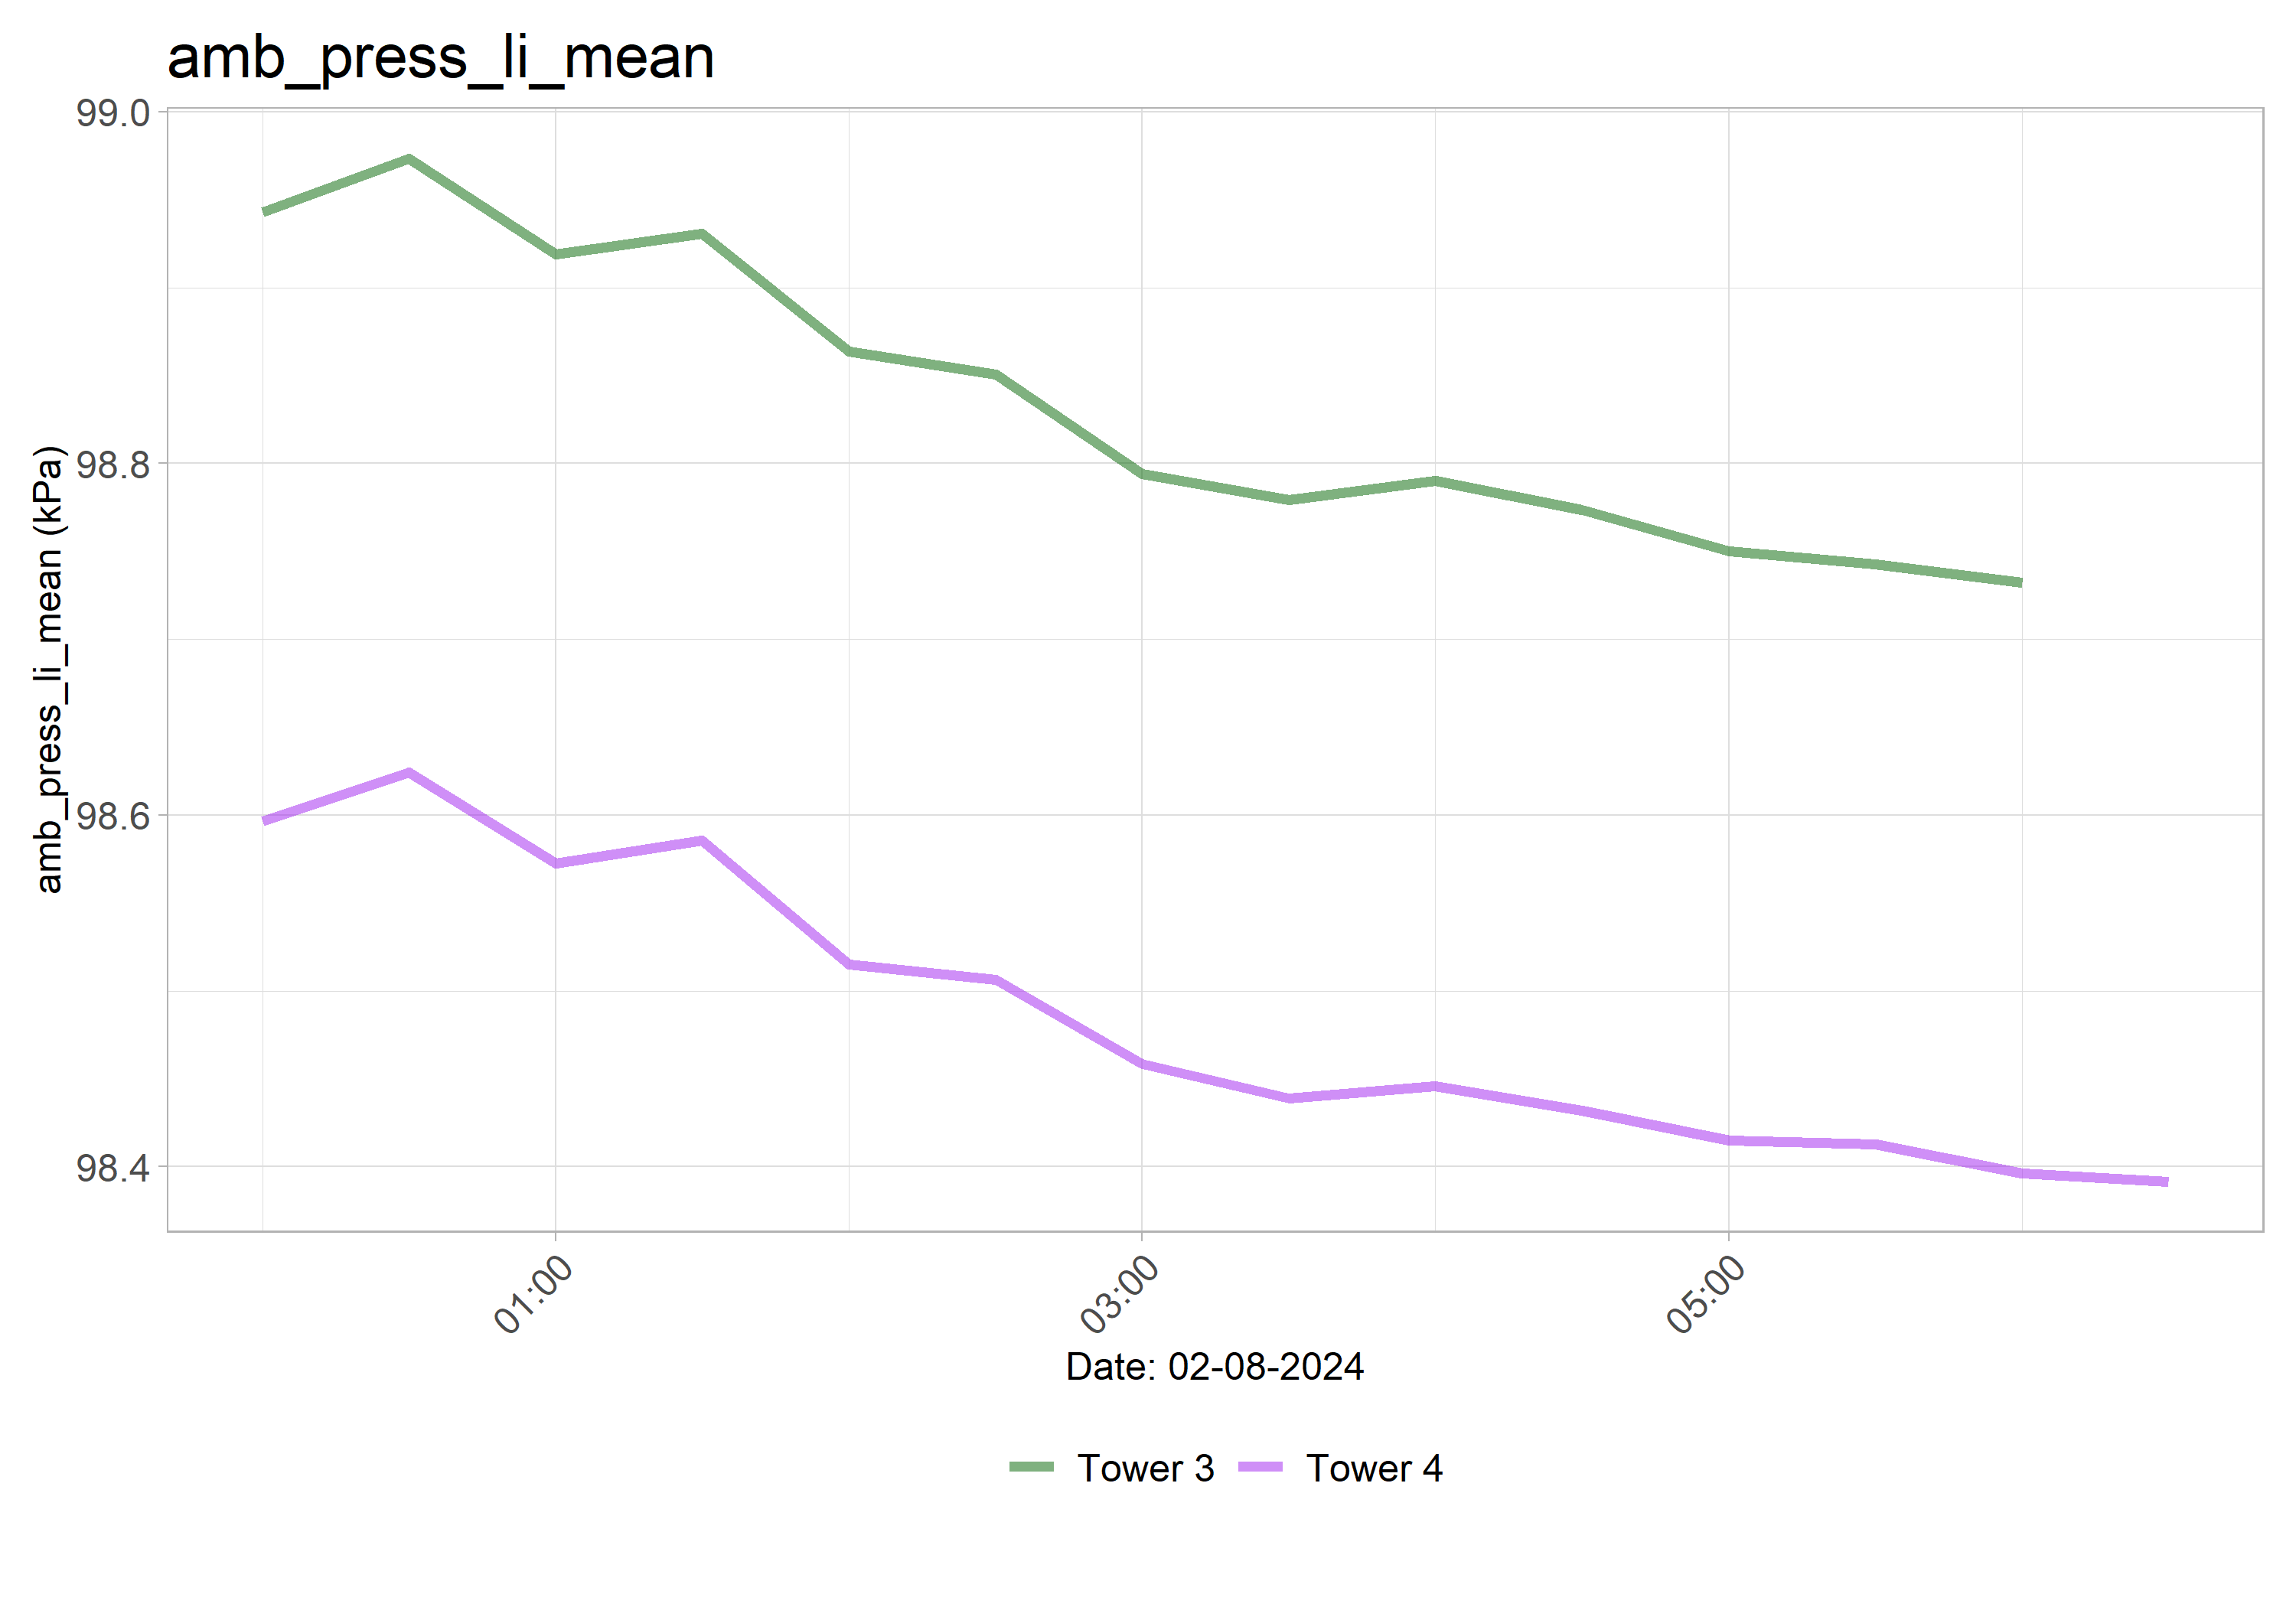 amb_press_li_mean
amb_press_li_mean (kPa)
99.0
98.8
98.6
98.4
01:00
03:00
05:00
Date: 02-08-2024
Tower 3
Tower 4